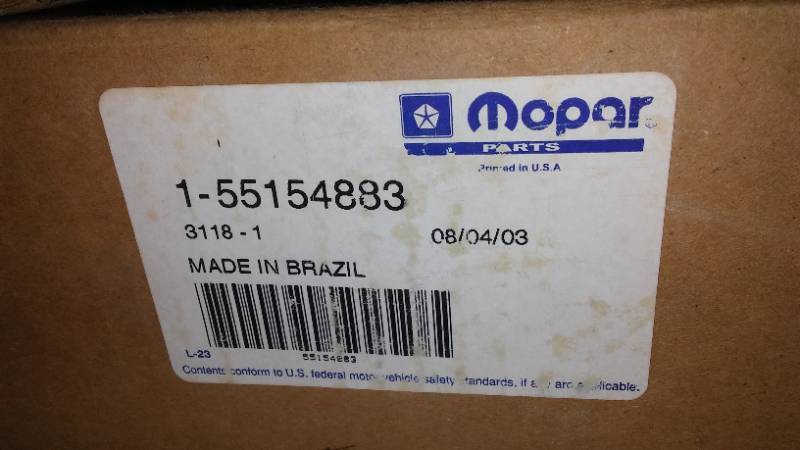 Mopar
PARTS
Printed in U.S.A
1-55154883
3118 - 1 08/04/03
MADE IN BRAZIL
L-23 55154883
Contents conform to U.S. federal motor vehicle safety standards, if any are applicable.